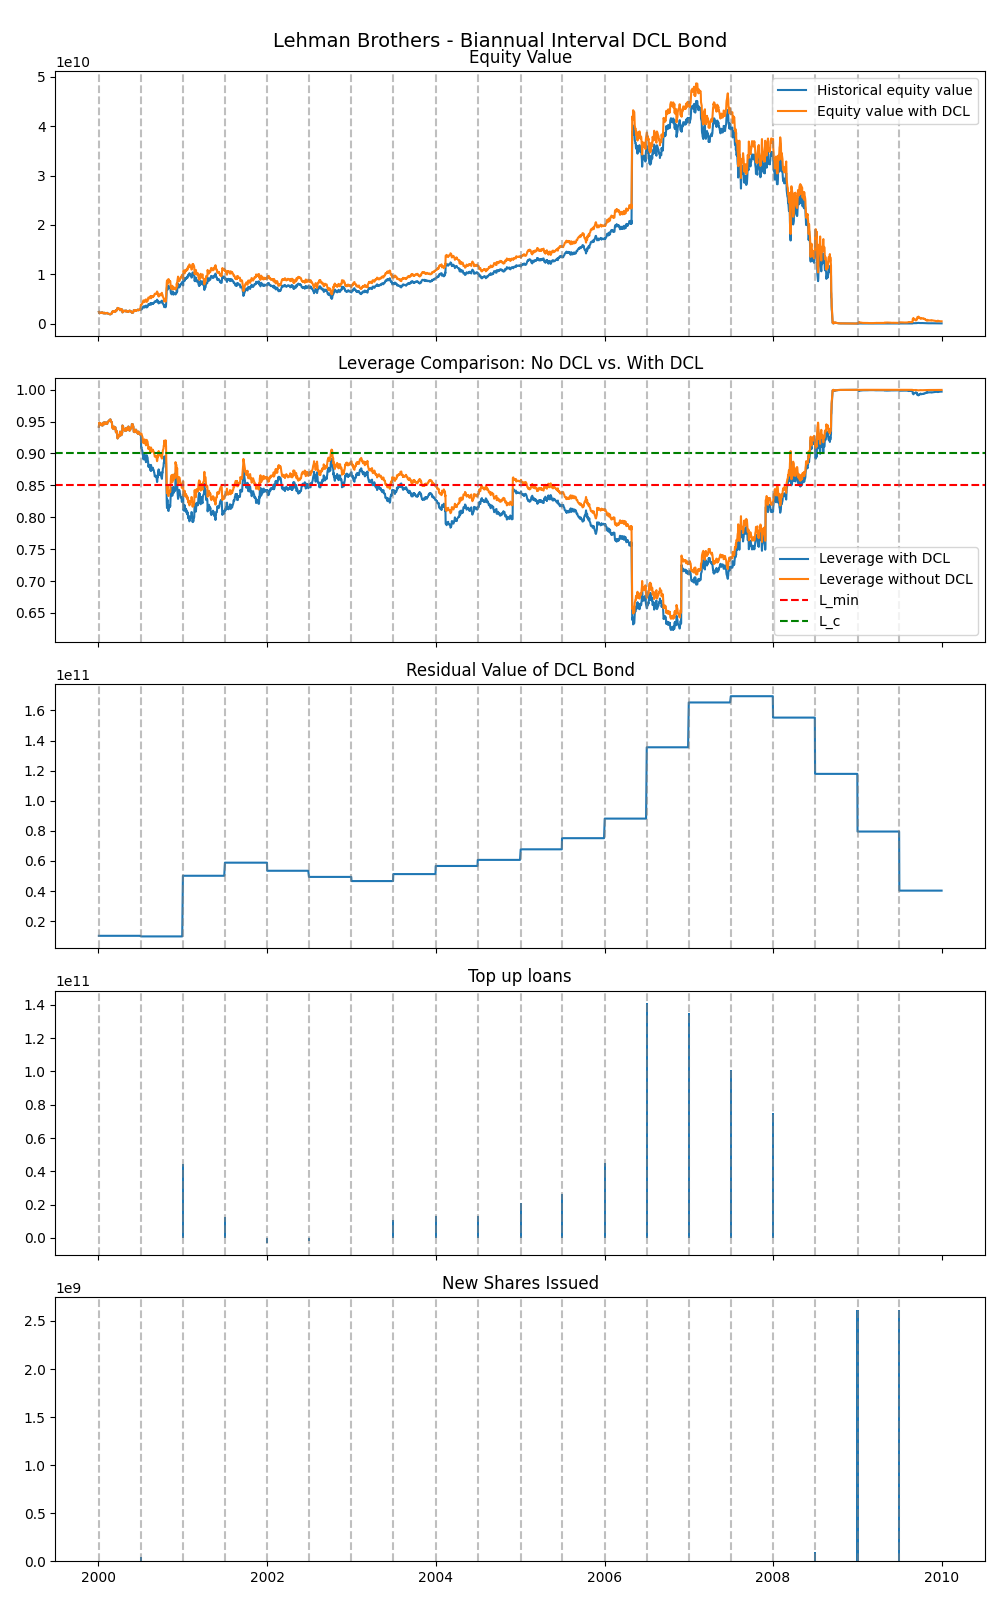 Lehman Brothers - Biannual Interval DCL Bond
Equity Value
1e10
5
4
3
2
1
0
Historical equity value
Equity value with DCL
Leverage Comparison: No DCL vs. With DCL
1.00
0.95
0.90
0.85
0.80
0.75
0.70
0.65
Leverage with DCL
Leverage without DCL
L_min
L_c
Residual Value of DCL Bond
1e11
1.6
1.4
1.2
1.0
0.8
0.6
0.4
0.2
Top up loans
1e11
1.4
1.2
1.0
0.8
0.6
0.4
0.2
0.0
New Shares Issued
1e9
2.5
2.0
1.5
1.0
0.5
0.0
2000 2002 2004 2006 2008 2010